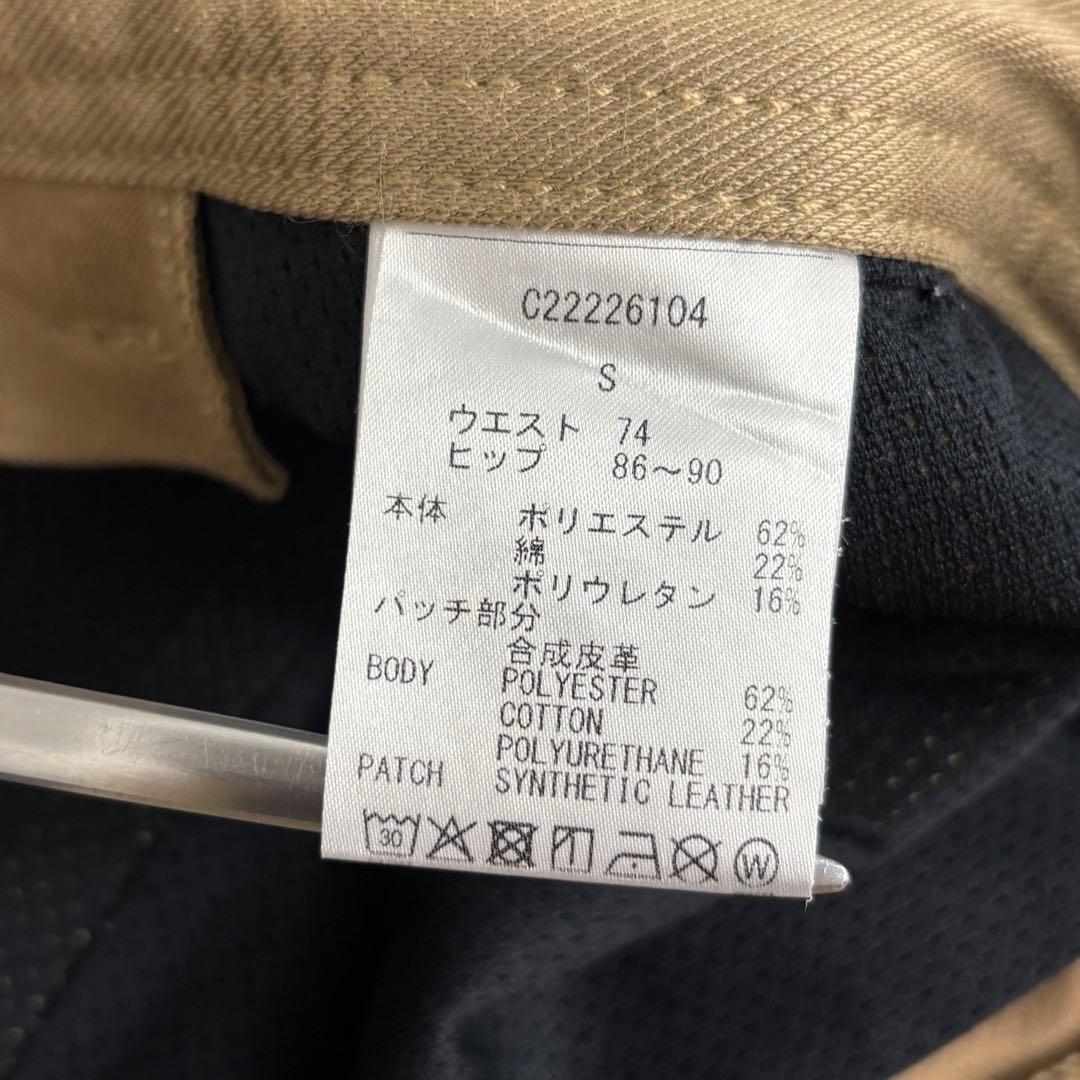 C222226104
S
ウエスト 74
ヒップ 86～90
本体 ポリエステル 62%
綿 22%
ポリウレタン 16%
パッチ部分
合成皮革
BODY POLYESTER 62%
COTTON 22%
POLYURETHANE 16%
PATCH SYNTHETIC LEATHER
30 W